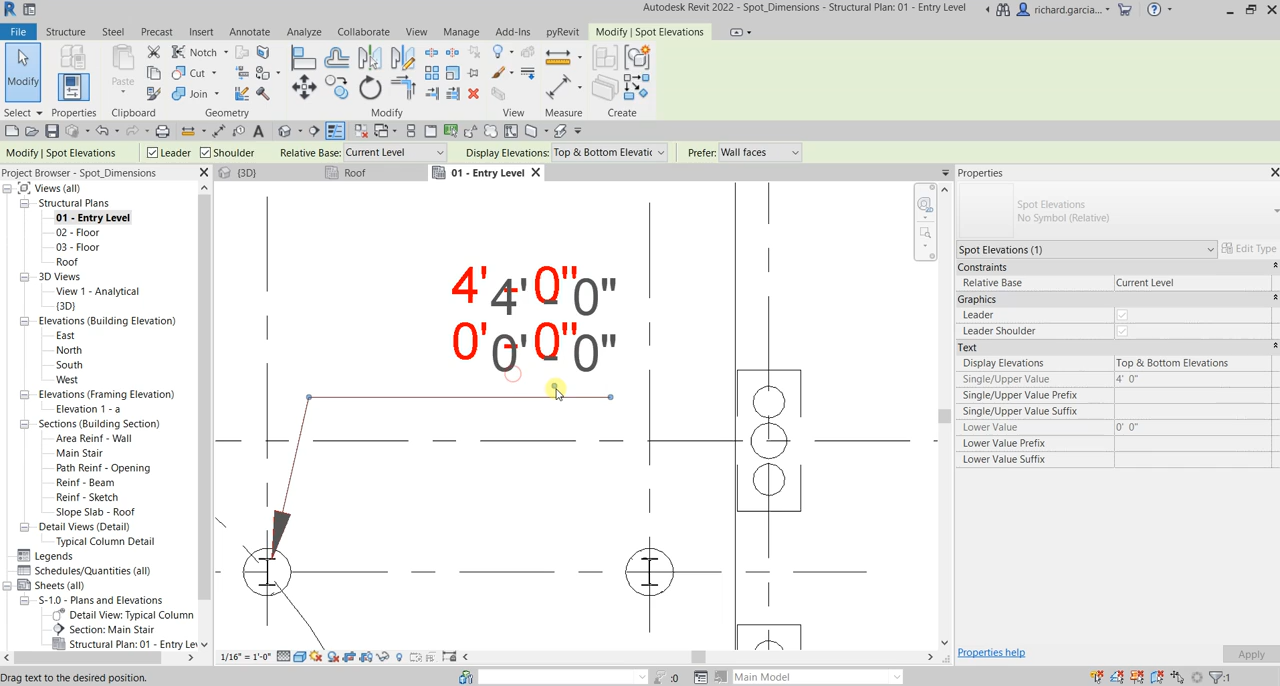 Autodesk Revit 2022 - Spot_Dimensions - Structural Plan: 01 - Entry Level
richard.garcia...
File Structure Steel Precast Insert Annotate Analyze Collaborate View Manage Add-Ins pyRevit Modify | Spot Elevations
Modify
Paste
Notch
Cut
Join
Select Properties Clipboard Geometry Modify View Measure Create
Modify | Spot Elevations Leader Shoulder Relative Base: Current Level Display Elevations: Top & Bottom Elevatic Prefer: Wall faces
Project Browser - Spot_Dimensions
{3D} Roof 01 - Entry Level
Properties
Views (all)
Structural Plans
01 - Entry Level
02 - Floor
03 - Floor
Roof
3D Views
View 1 - Analytical
{3D}
Elevations (Building Elevation)
East
North
South
West
Elevations (Framing Elevation)
Elevation 1 - a
Sections (Building Section)
Area Reinf - Wall
Main Stair
Path Reinf - Opening
Reinf - Beam
Reinf - Sketch
Slope Slab - Roof
Detail Views (Detail)
Typical Column Detail
Legends
Schedules/Quantities (all)
Sheets (all)
S-1.0 - Plans and Elevations
Detail View: Typical Column
Section: Main Stair
Structural Plan: 01 - Entry Lev
4' - 0"
4' - 0"
0' - 0"
0' - 0"
Spot Elevations
No Symbol (Relative)
Spot Elevations (1) Edit Type
Constraints
Relative Base Current Level
Graphics
Leader
Leader Shoulder
Text
Display Elevations Top & Bottom Elevations
Single/Upper Value 4' 0"
Single/Upper Value Prefix
Single/Upper Value Suffix
Lower Value 0' 0"
Lower Value Prefix
Lower Value Suffix
Properties help Apply
1/16" = 1'-0"
Drag text to the desired position. :0 Main Model :1